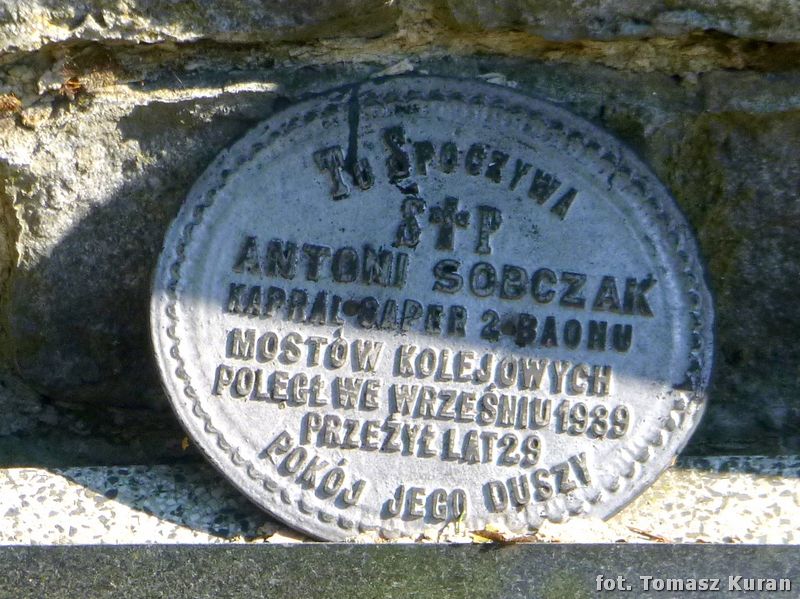 Tu Spoczywa
Ś✝P
ANTONI SOBCZAK
KAPRAL SAPER 2 BAONU
MOSTÓW KOLEJOWYCH
POLEGŁ WE WRZEŚNIU 1939
PRZEŻYŁ LAT 29
POKÓJ JEGO DUSZY
fot. Tomasz Kuran